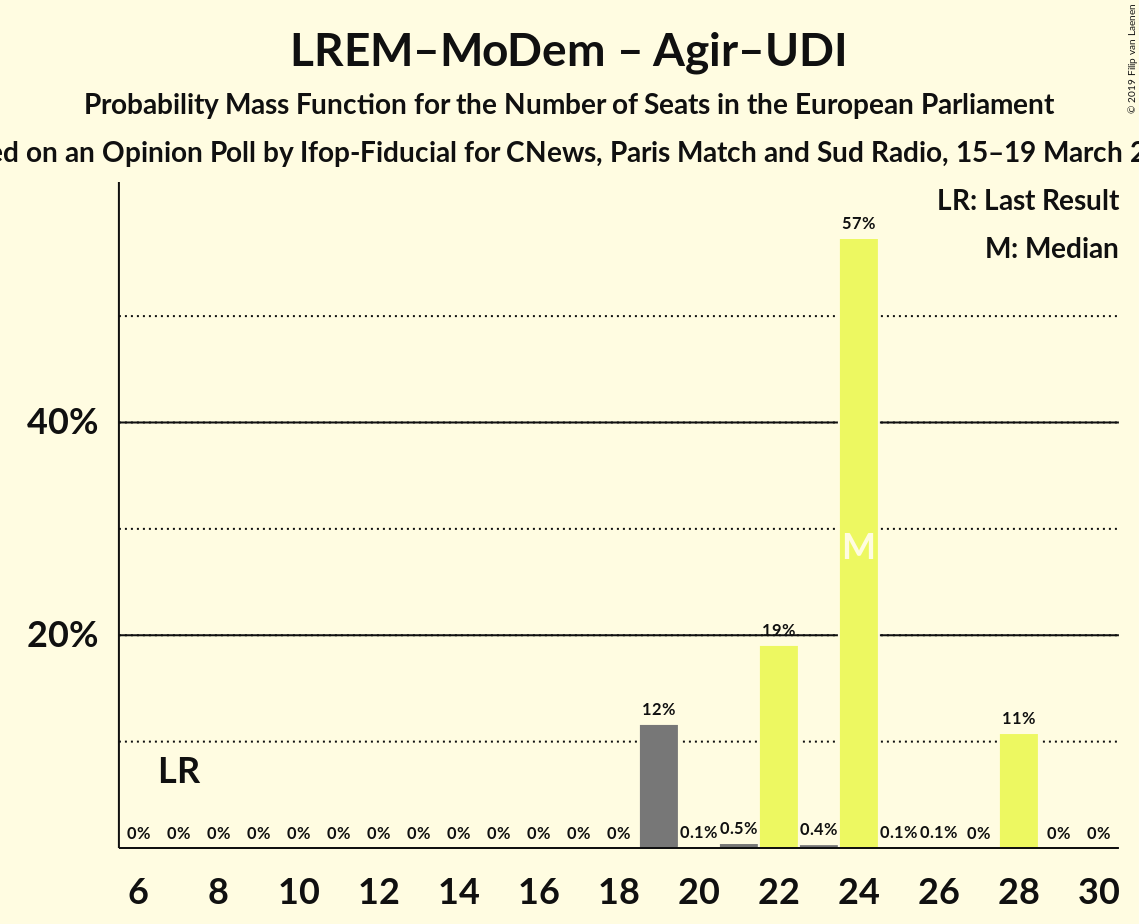 LREM–MoDem – Agir–UDI
Probability Mass Function for the Number of Seats in the European Parliament
on an Opinion Poll by Ifop-Fiducial for CNews, Paris Match and Sud Radio, 15–19 March
© 2019 Filip van Laenen
LR: Last Result
M: Median
57%
40%
M
19%
20%
12%
11%
LR
0% 0% 0% 0% 0% 0% 0% 0% 0% 0% 0% 0% 0% 0.1% 0.5% 0.4% 0.1% 0.1% 0% 0% 0%
6 8 10 12 14 16 18 20 22 24 26 28 30